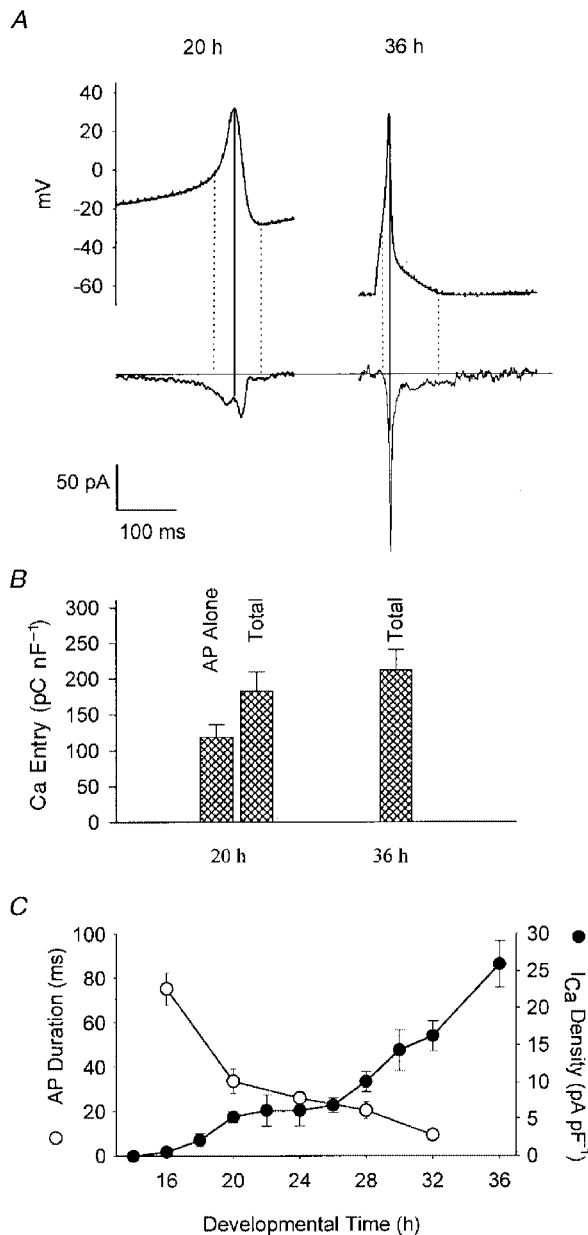 A
20 h
36 h
40
20
0
-20
-40
-60
mV
50 pA
100 ms
B
AP Alone
Total
Total
300
250
200
150
100
50
0
Ca Entry (pC nF⁻¹)
20 h
36 h
C
100
80
60
40
20
0
AP Duration (ms)
30
25
20
15
10
5
0
ICa Density (pA pF⁻¹)
16
20
24
28
32
36
Developmental Time (h)